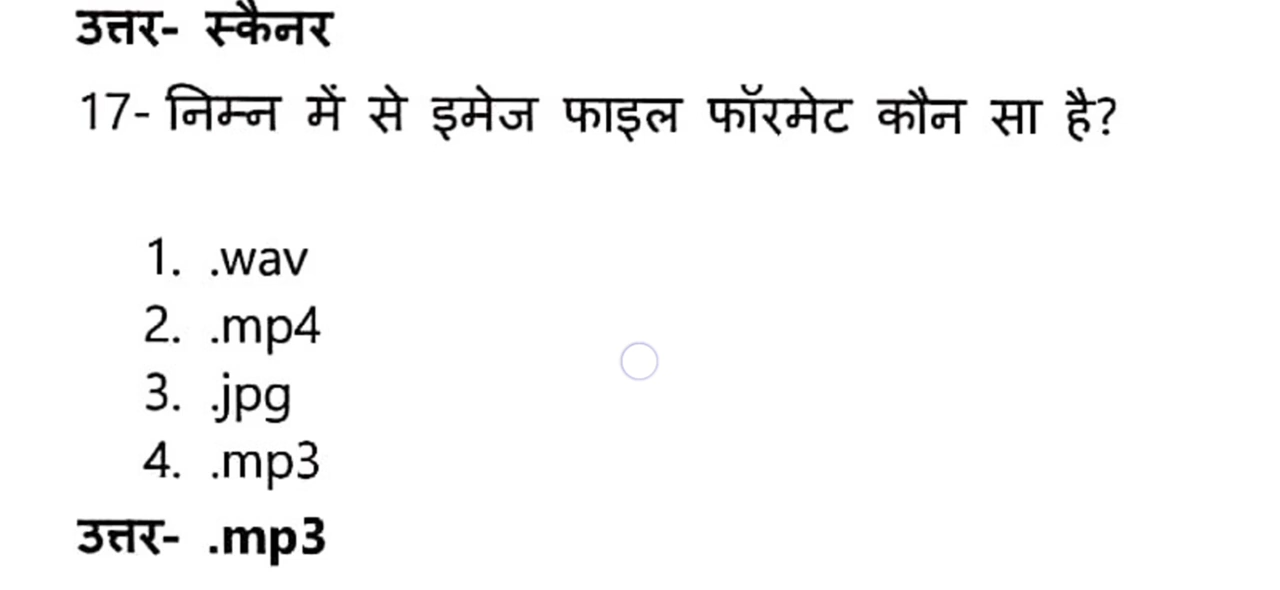 उत्तर- स्कैनर
17- निम्न में से इमेज फाइल फॉरमेट कौन सा है?
1. .wav
2. .mp4
3. .jpg
4. .mp3
उत्तर- .mp3